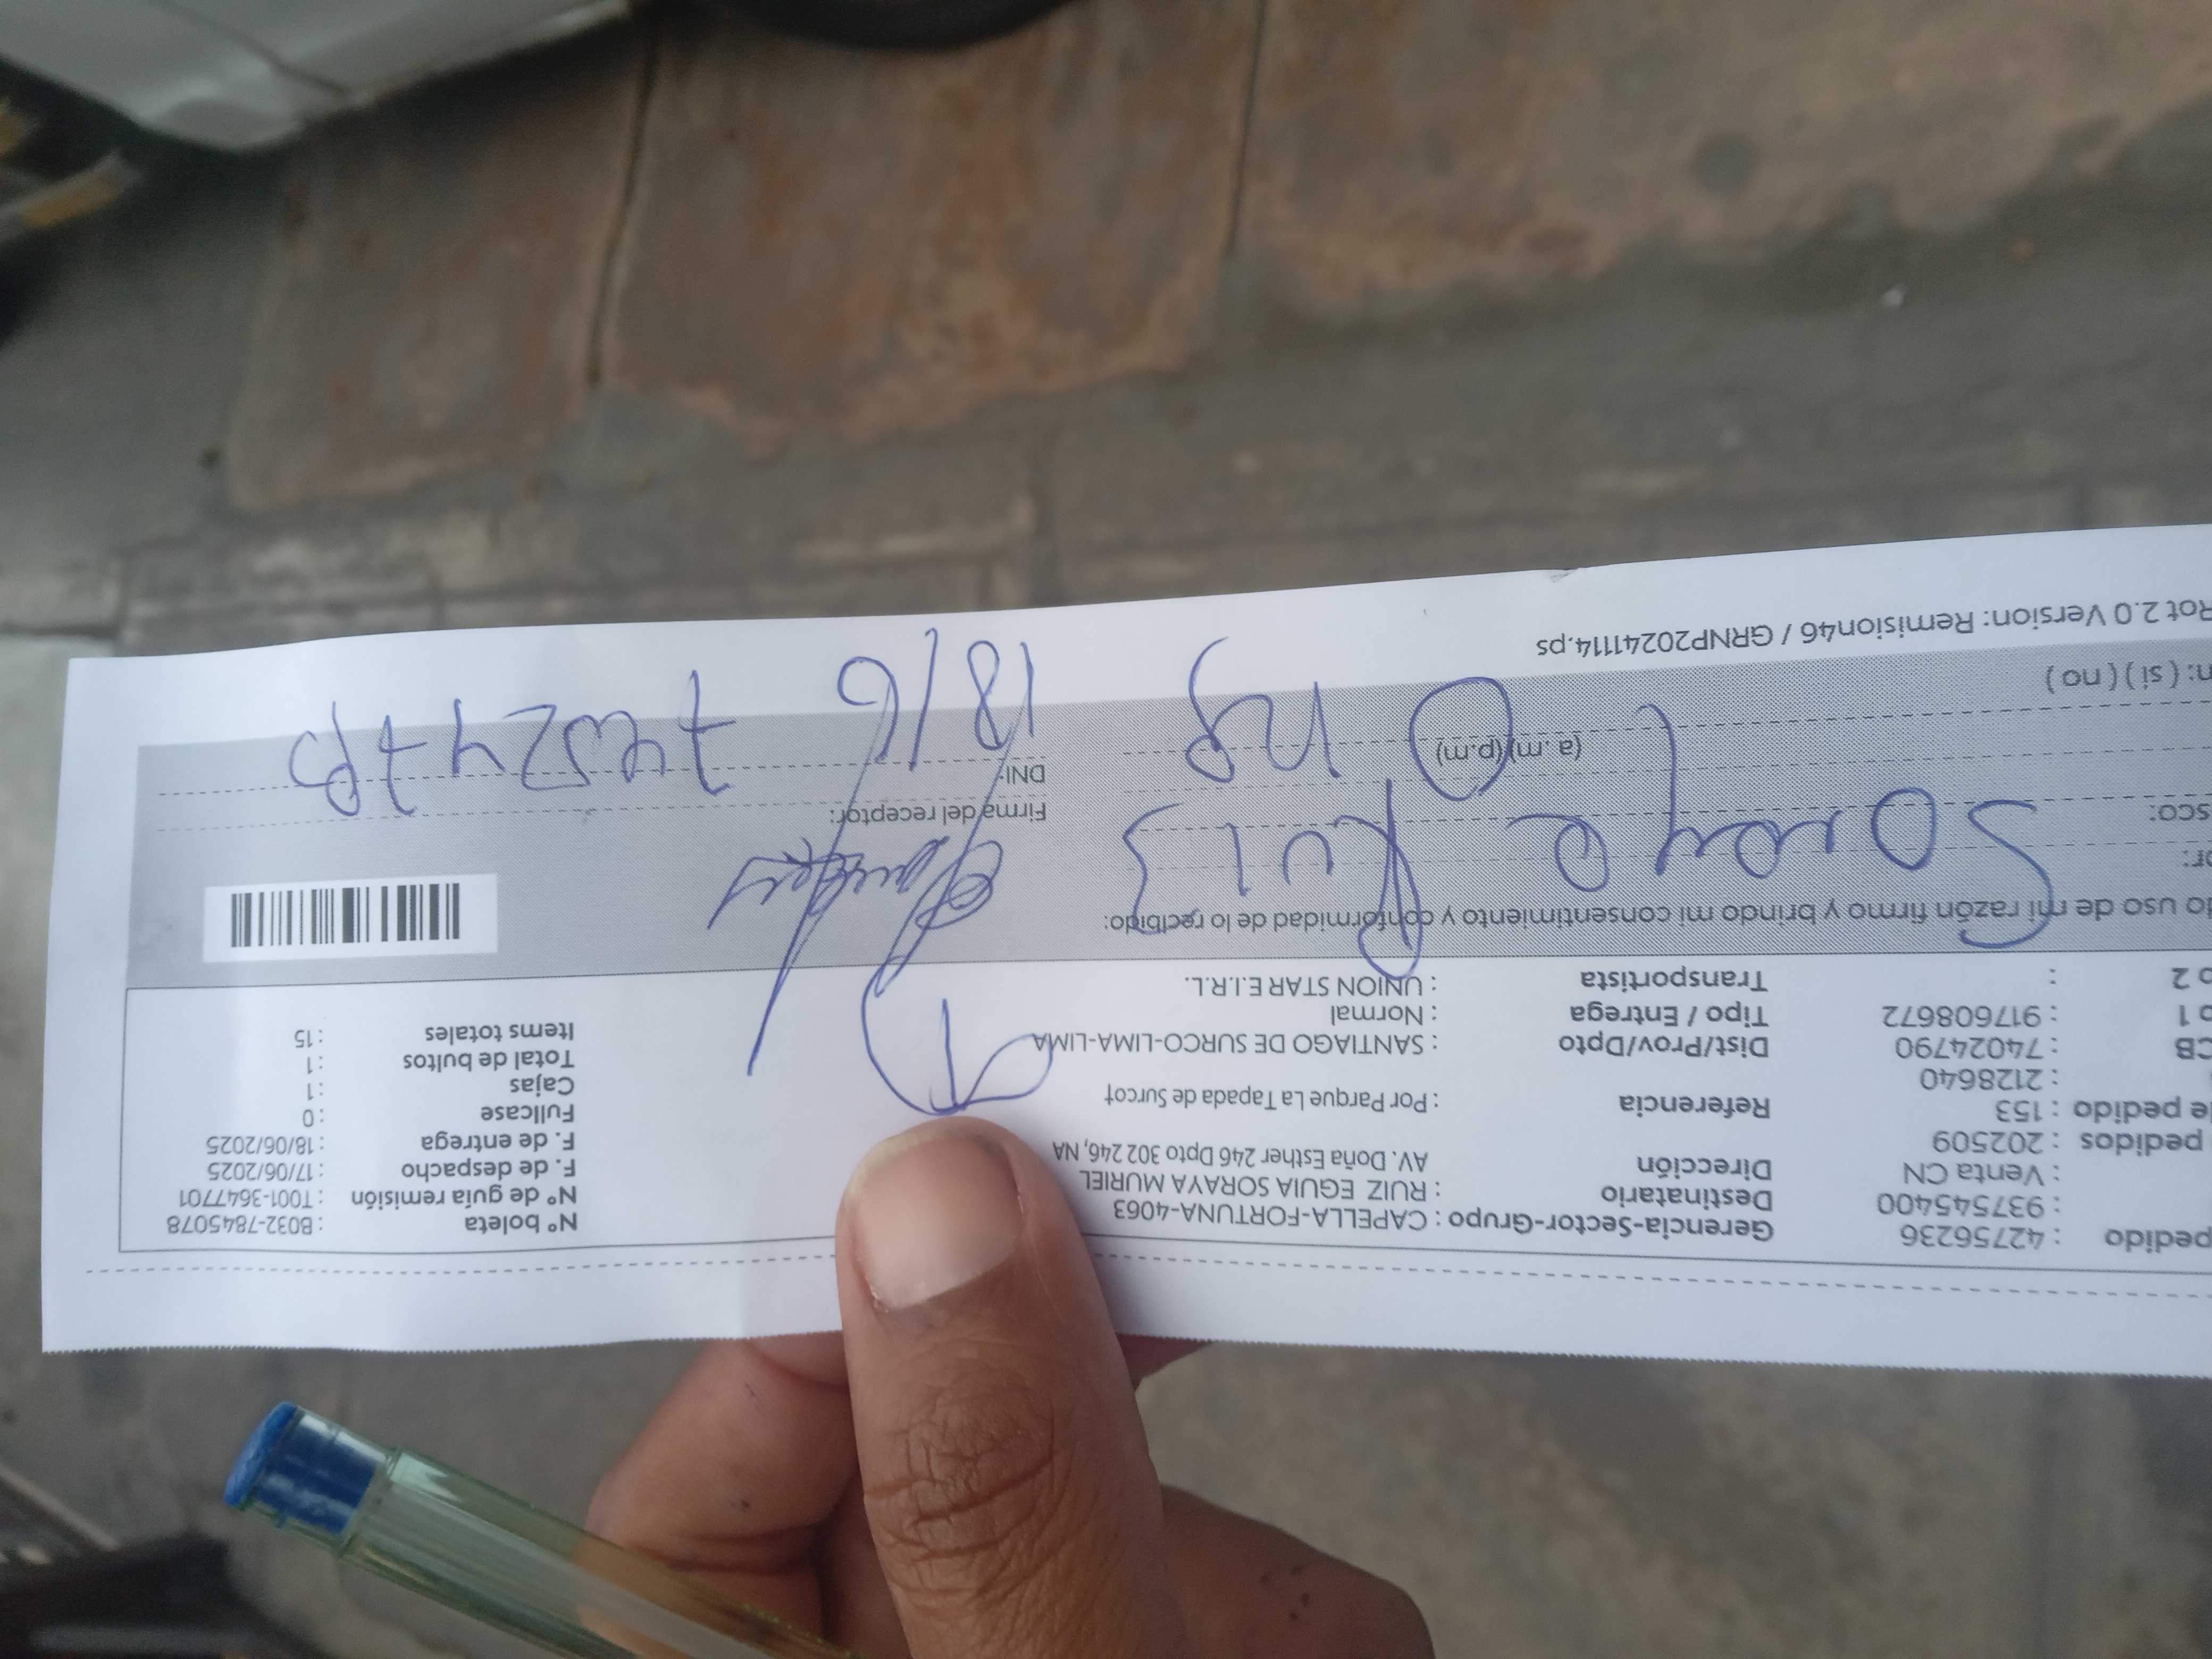 pedido : 42756236 Gerencia-Sector-Grupo : CAPELLA-FORTUNA-4063 N° boleta : B032-7845078
: 937545400 Destinatario : RUIZ EGUIA SORAYA MURIEL N° de guía remisión : T001-3647701
: Venta CN Dirección AV. Doña Esther 246 Dpto 302 246, NA F. de despacho : 17/06/2025
pedidos : 202509 F. de entrega : 18/06/2025
de pedido : 153 Referencia : Por Parque La Tapada de Surco† Fullcase : 0
: 2128640 Cajas : 1
CB : 74024790 Dist/Prov/Dpto : SANTIAGO DE SURCO-LIMA-LIMA Total de bultos : 1
o 1 : 917608672 Tipo / Entrega : Normal Items totales : 15
o 2 : Transportista : UNION STAR E.I.R.L.
do uso de mi razón firmo y brindo mi consentimiento y conformidad de lo recibido:
or:
Ruiz
sco: Firma del receptor:
(a. m) (p.m) DNI:
18/6
n: ( si ) ( no )
Rot 2.0 Version: Remision46 / GRNP20241114.ps